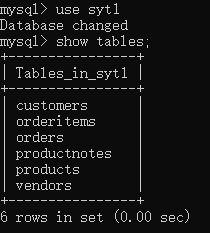 mysql> use syt1
Database changed
mysql> show tables;
+----------------+
| Tables_in_syt1 |
+----------------+
| customers      |
| orderitems     |
| orders         |
| productnotes   |
| products       |
| vendors        |
+----------------+
6 rows in set (0.00 sec)